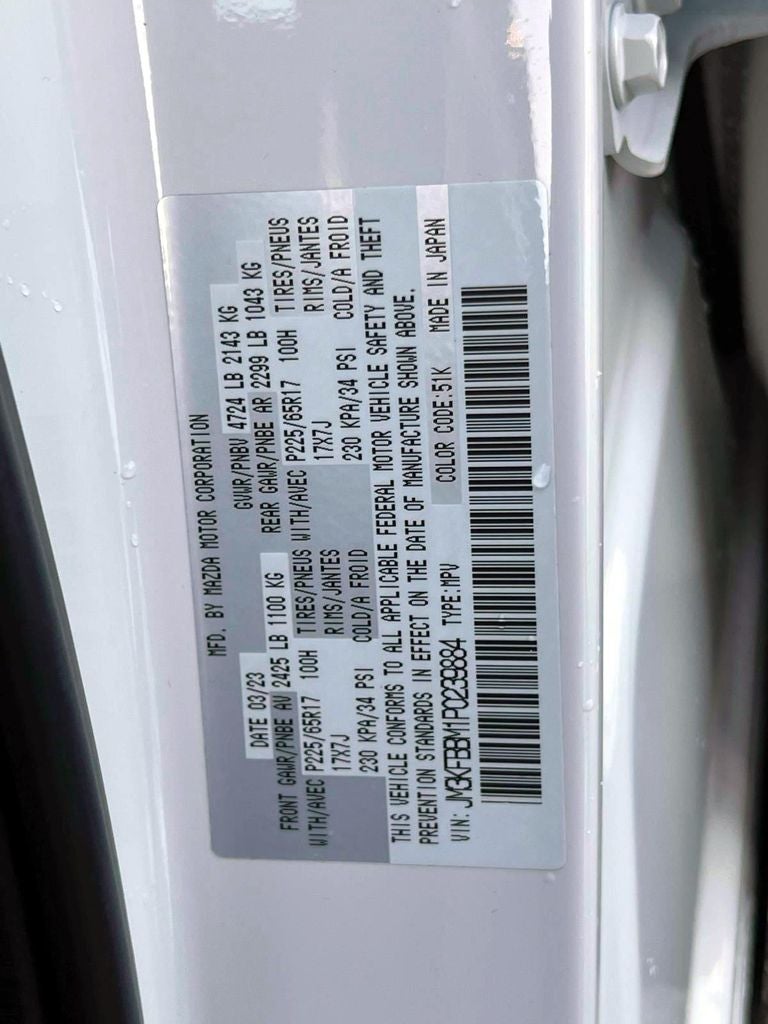 MFD. BY MAZDA MOTOR CORPORATION
DATE 03/23 GVWR/PNBV 4724 LB 2143 KG
FRONT GAWR/PNBE AV 2425 LB 1100 KG REAR GAWR/PNBE AR 2299 LB 1043 KG
WITH/AVEC P225/65R17 100H TIRES/PNEUS WITH/AVEC P225/65R17 100H TIRES/PNEUS
17X7J RIMS/JANTES 17X7J RIMS/JANTES
230 KPA/34 PSI COLD/A FROID 230 KPA/34 PSI COLD/A FROID
THIS VEHICLE CONFORMS TO ALL APPLICABLE FEDERAL MOTOR VEHICLE SAFETY AND THEFT
PREVENTION STANDARDS IN EFFECT ON THE DATE OF MANUFACTURE SHOWN ABOVE.
VIN: JM3KFBBM1P0239884 TYPE:MPV COLOR CODE:51K MADE IN JAPAN